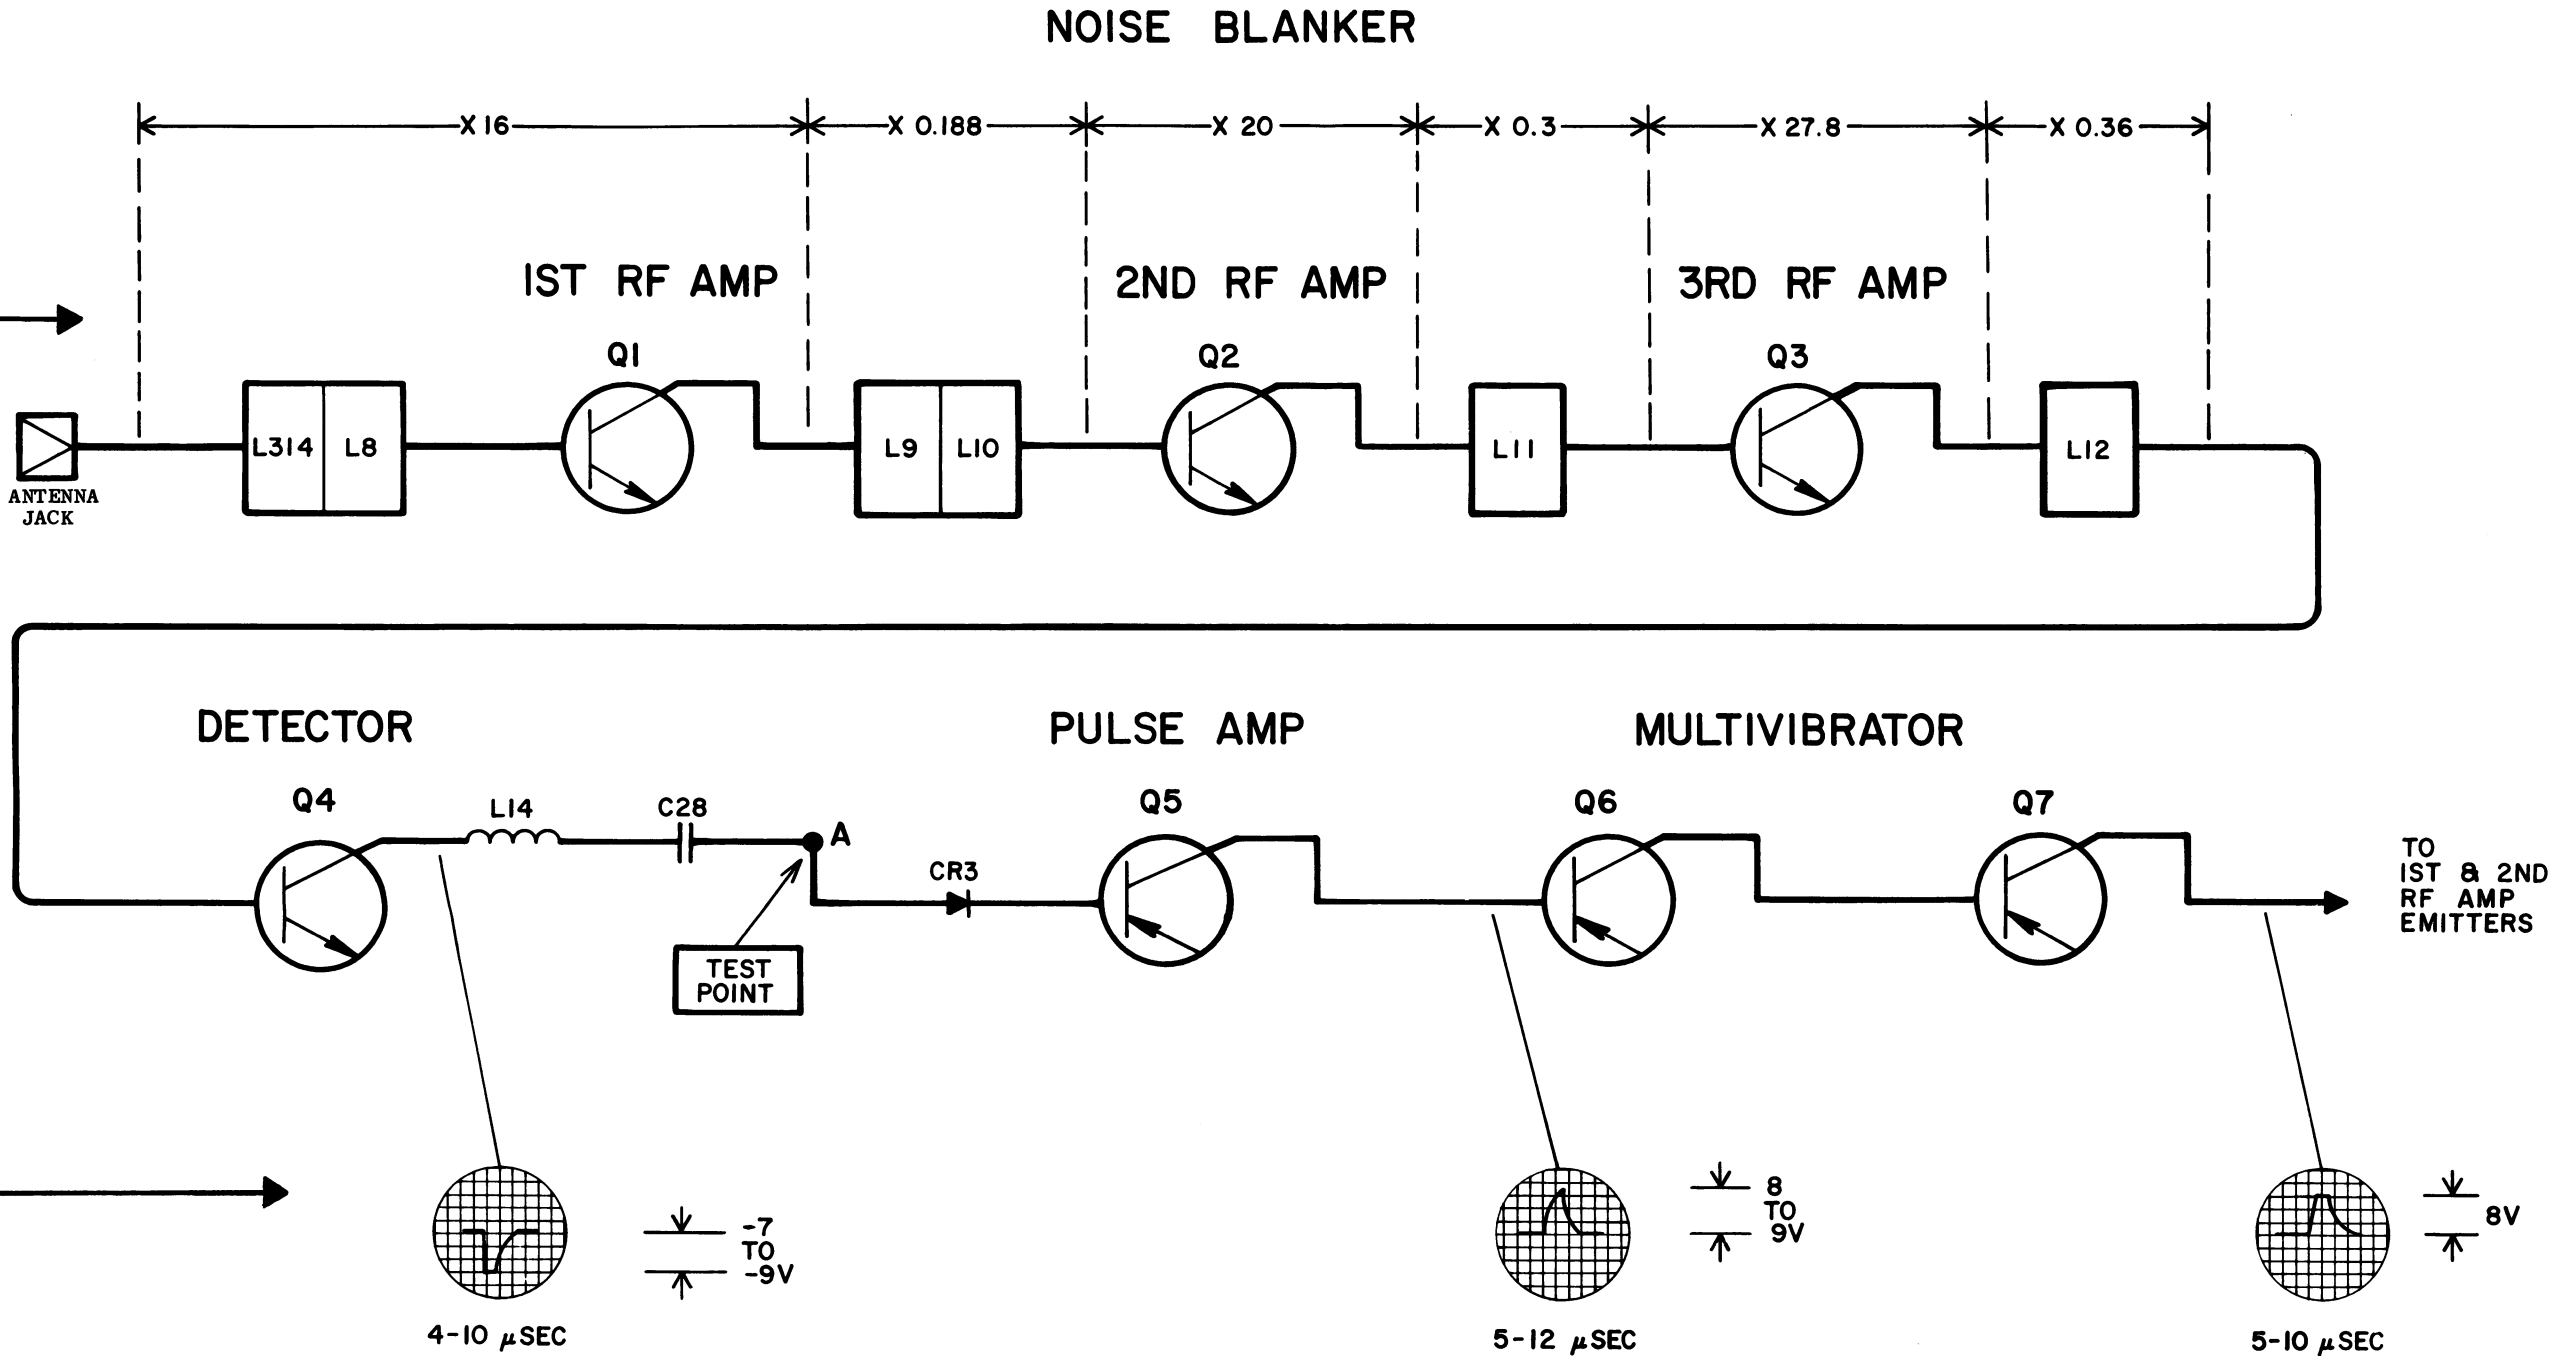 NOISE BLANKER
X 16
X 0.188
X 20
X 0.3
X 27.8
X 0.36
1ST RF AMP
2ND RF AMP
3RD RF AMP
Q1
Q2
Q3
L314
L8
L9
L10
L11
L12
ANTENNA
JACK
DETECTOR
PULSE AMP
MULTIVIBRATOR
Q4
L14
C28
A
CR3
Q5
Q6
Q7
TO
1ST & 2ND
RF AMP
EMITTERS
TEST
POINT
-7
TO
-9V
8
TO
9V
8V
4-10 μSEC
5-12 μSEC
5-10 μSEC